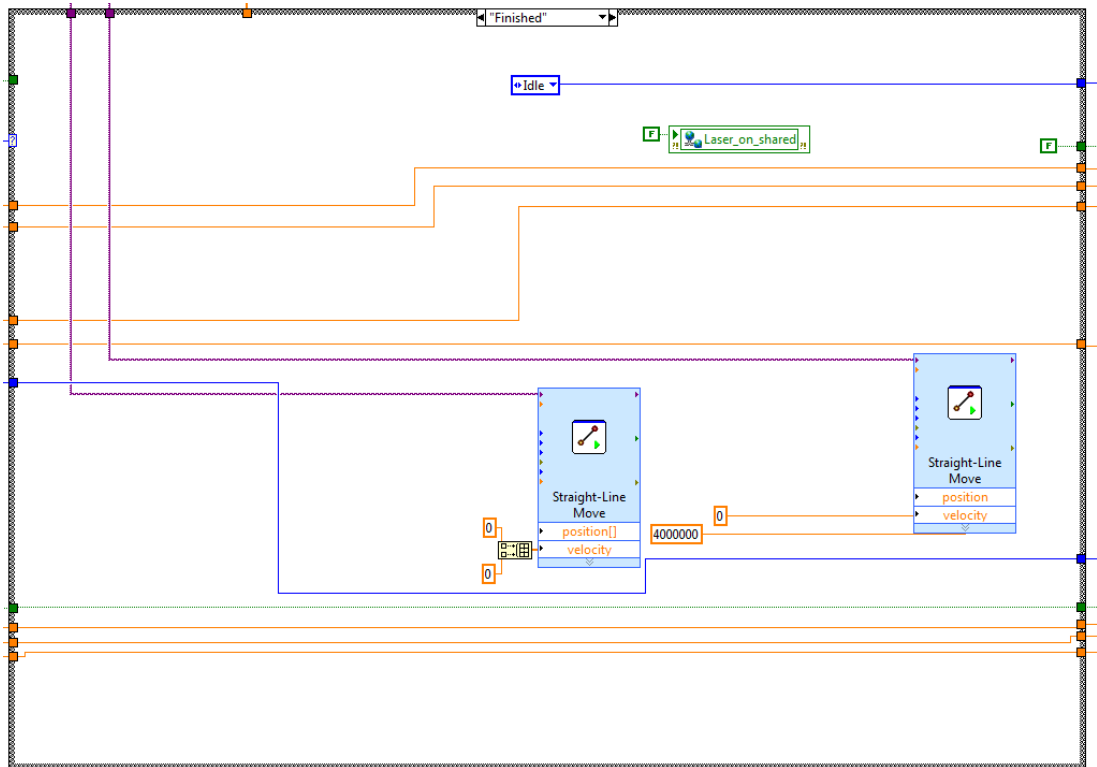 "Finished"
Idle
F
Laser_on_shared
F
?
Straight-Line
Move
position
velocity
Straight-Line
Move
position[]
velocity
0
4000000
0
0